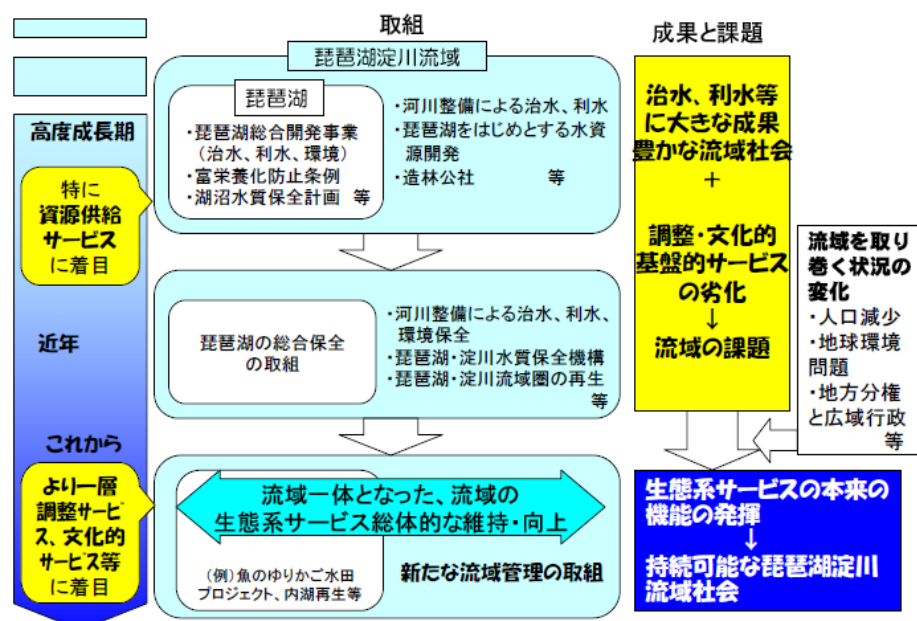 取組
成果と課題
琵琶湖淀川流域
琵琶湖
・琵琶湖総合開発事業
（治水、利水、環境）
・富栄養化防止条例
・湖沼水質保全計画　等
・河川整備による治水、利水
・琵琶湖をはじめとする水資
源開発
・造林公社　　　等
高度成長期
特に
資源供給
サービス
に着目
治水、利水等
に大きな成果
豊かな流域社会
＋
調整・文化的
基盤的サービス
の劣化
↓
流域の課題
流域を取り
巻く状況の
変化
・人口減少
・地球環境
問題
・地方分権
と広域行政
等
近年
琵琶湖の総合保全
の取組
・河川整備による治水、利水、
環境保全
・琵琶湖・淀川水質保全機構
・琵琶湖・淀川流域圏の再生
等
これから
より一層
調整サービ
ス、文化的
サービス等
に着目
流域一体となった、流域の
生態系サービス総体的な維持・向上
（例）魚のゆりかご水田
プロジェクト、内湖再生等
新たな流域管理の取組
生態系サービスの本来の
機能の発揮
↓
持続可能な琵琶湖淀川
流域社会